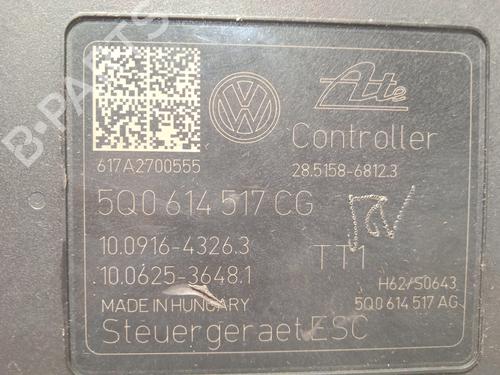 Ate
Controller
617A2700555
28.5158-6812.3
5Q0 614 517 CG
10.0916-4326.3
TT1
10.0625-3648.1
H62/S0643
MADE IN HUNGARY
5Q0 614 517 AG
Steuergeraet ESC
B-PARTS